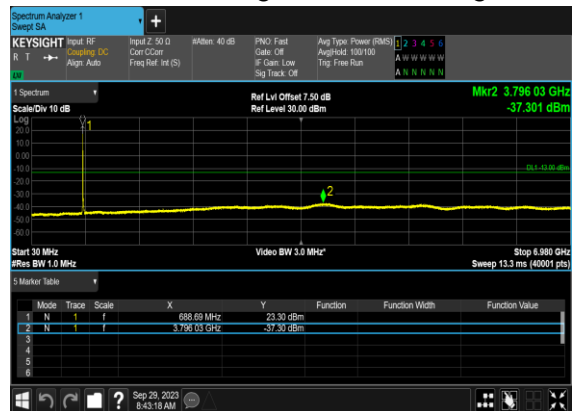 Spectrum Analyzer 1
Swept SA
+
KEYSIGHT Input: RF Input Z: 50 Ω #Atten: 40 dB PNO: Fast Avg Type: Power (RMS) 1 2 3 4 5 6
R T Coupling: DC Corr CCorr Gate: Off Avg|Hold: 100/100 A W W W W W
Align: Auto Freq Ref: Int (S) IF Gain: Low Trig: Free Run
Sig Track: Off A N N N N N
1 Spectrum Ref Lvl Offset 7.50 dB Mkr2 3.796 03 GHz
Scale/Div 10 dB Ref Level 30.00 dBm -37.301 dBm
Log
20.0
10.0
0.00
-10.0
-20.0
-30.0
-40.0
-50.0
-60.0
1
DL1 -13.00 dBm
2
Start 30 MHz Video BW 3.0 MHz* Stop 6.980 GHz
#Res BW 1.0 MHz Sweep 13.3 ms (40001 pts)
5 Marker Table
Mode Trace Scale X Y Function Function Width Function Value
1 N 1 f 688.69 MHz 23.30 dBm
2 N 1 f 3.796 03 GHz -37.30 dBm
3
4
5
6
? Sep 29, 2023
8:43:18 AM